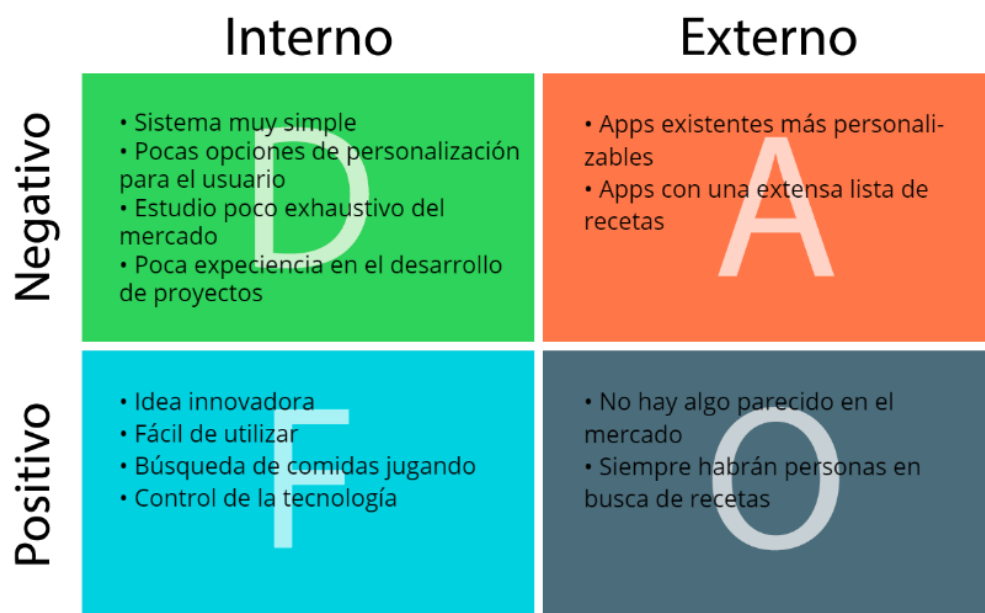 Interno
Externo
Negativo
• Sistema muy simple
• Pocas opciones de personalización
para el usuario
• Estudio poco exhaustivo del
mercado
• Poca expeciencia en el desarrollo
de proyectos
D
• Apps existentes más personali-
zables
• Apps con una extensa lista de
recetas
A
Positivo
• Idea innovadora
• Fácil de utilizar
• Búsqueda de comidas jugando
• Control de la tecnología
F
• No hay algo parecido en el
mercado
• Siempre habrán personas en
busca de recetas
O